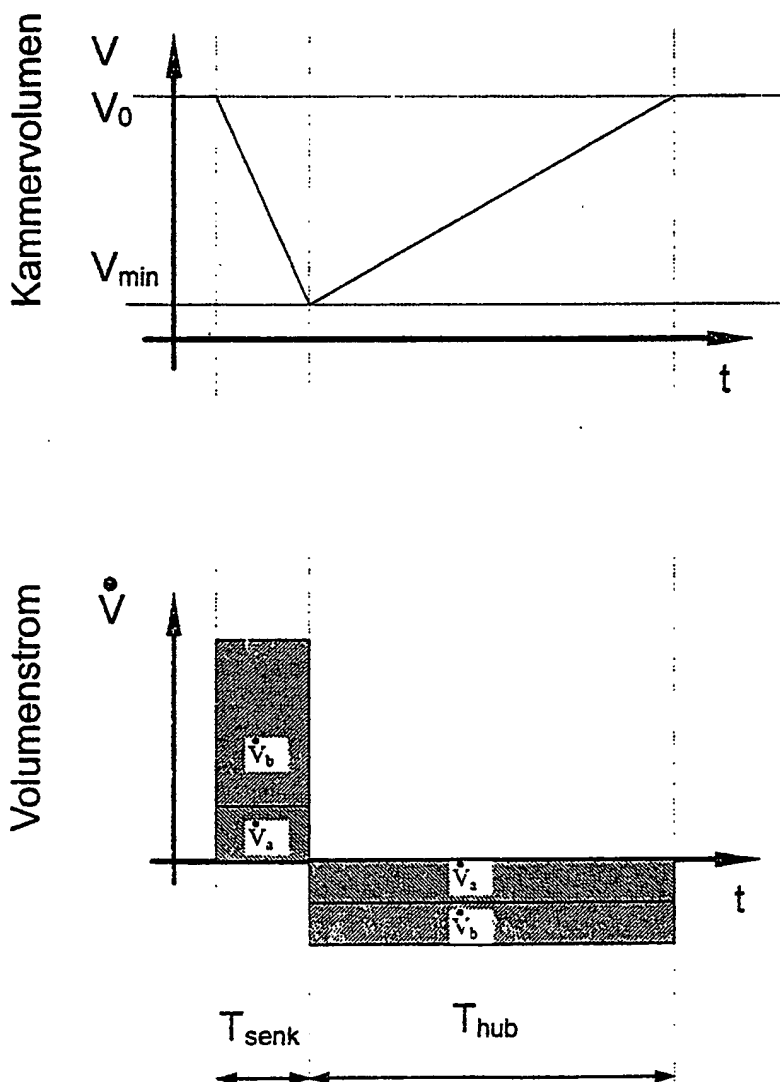 Kammervolumen
V
V₀
Vmin
t
Volumenstrom
V̇
V̇b
V̇a
V̇a
V̇b
t
Tsenk
Thub